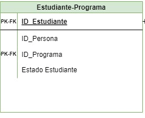 Estudiante-Programa
PK-FK ID_Estudiante
ID_Persona
PK-FK ID_Programa
Estado Estudiante